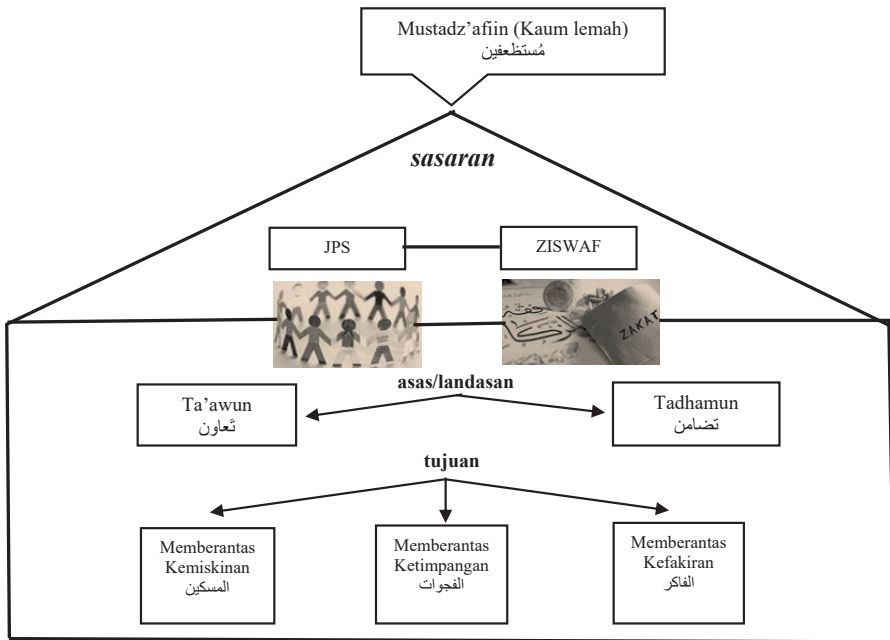 Mustadz’afiin (Kaum lemah)
مُستظعفين
sasaran
JPS
ZISWAF
ZAKAT
asas/landasan
Ta’awun
تَعاون
Tadhamun
تضامن
tujuan
Memberantas
Kemiskinan
المسكين
Memberantas
Ketimpangan
الفجوات
Memberantas
Kefakiran
الفاكر